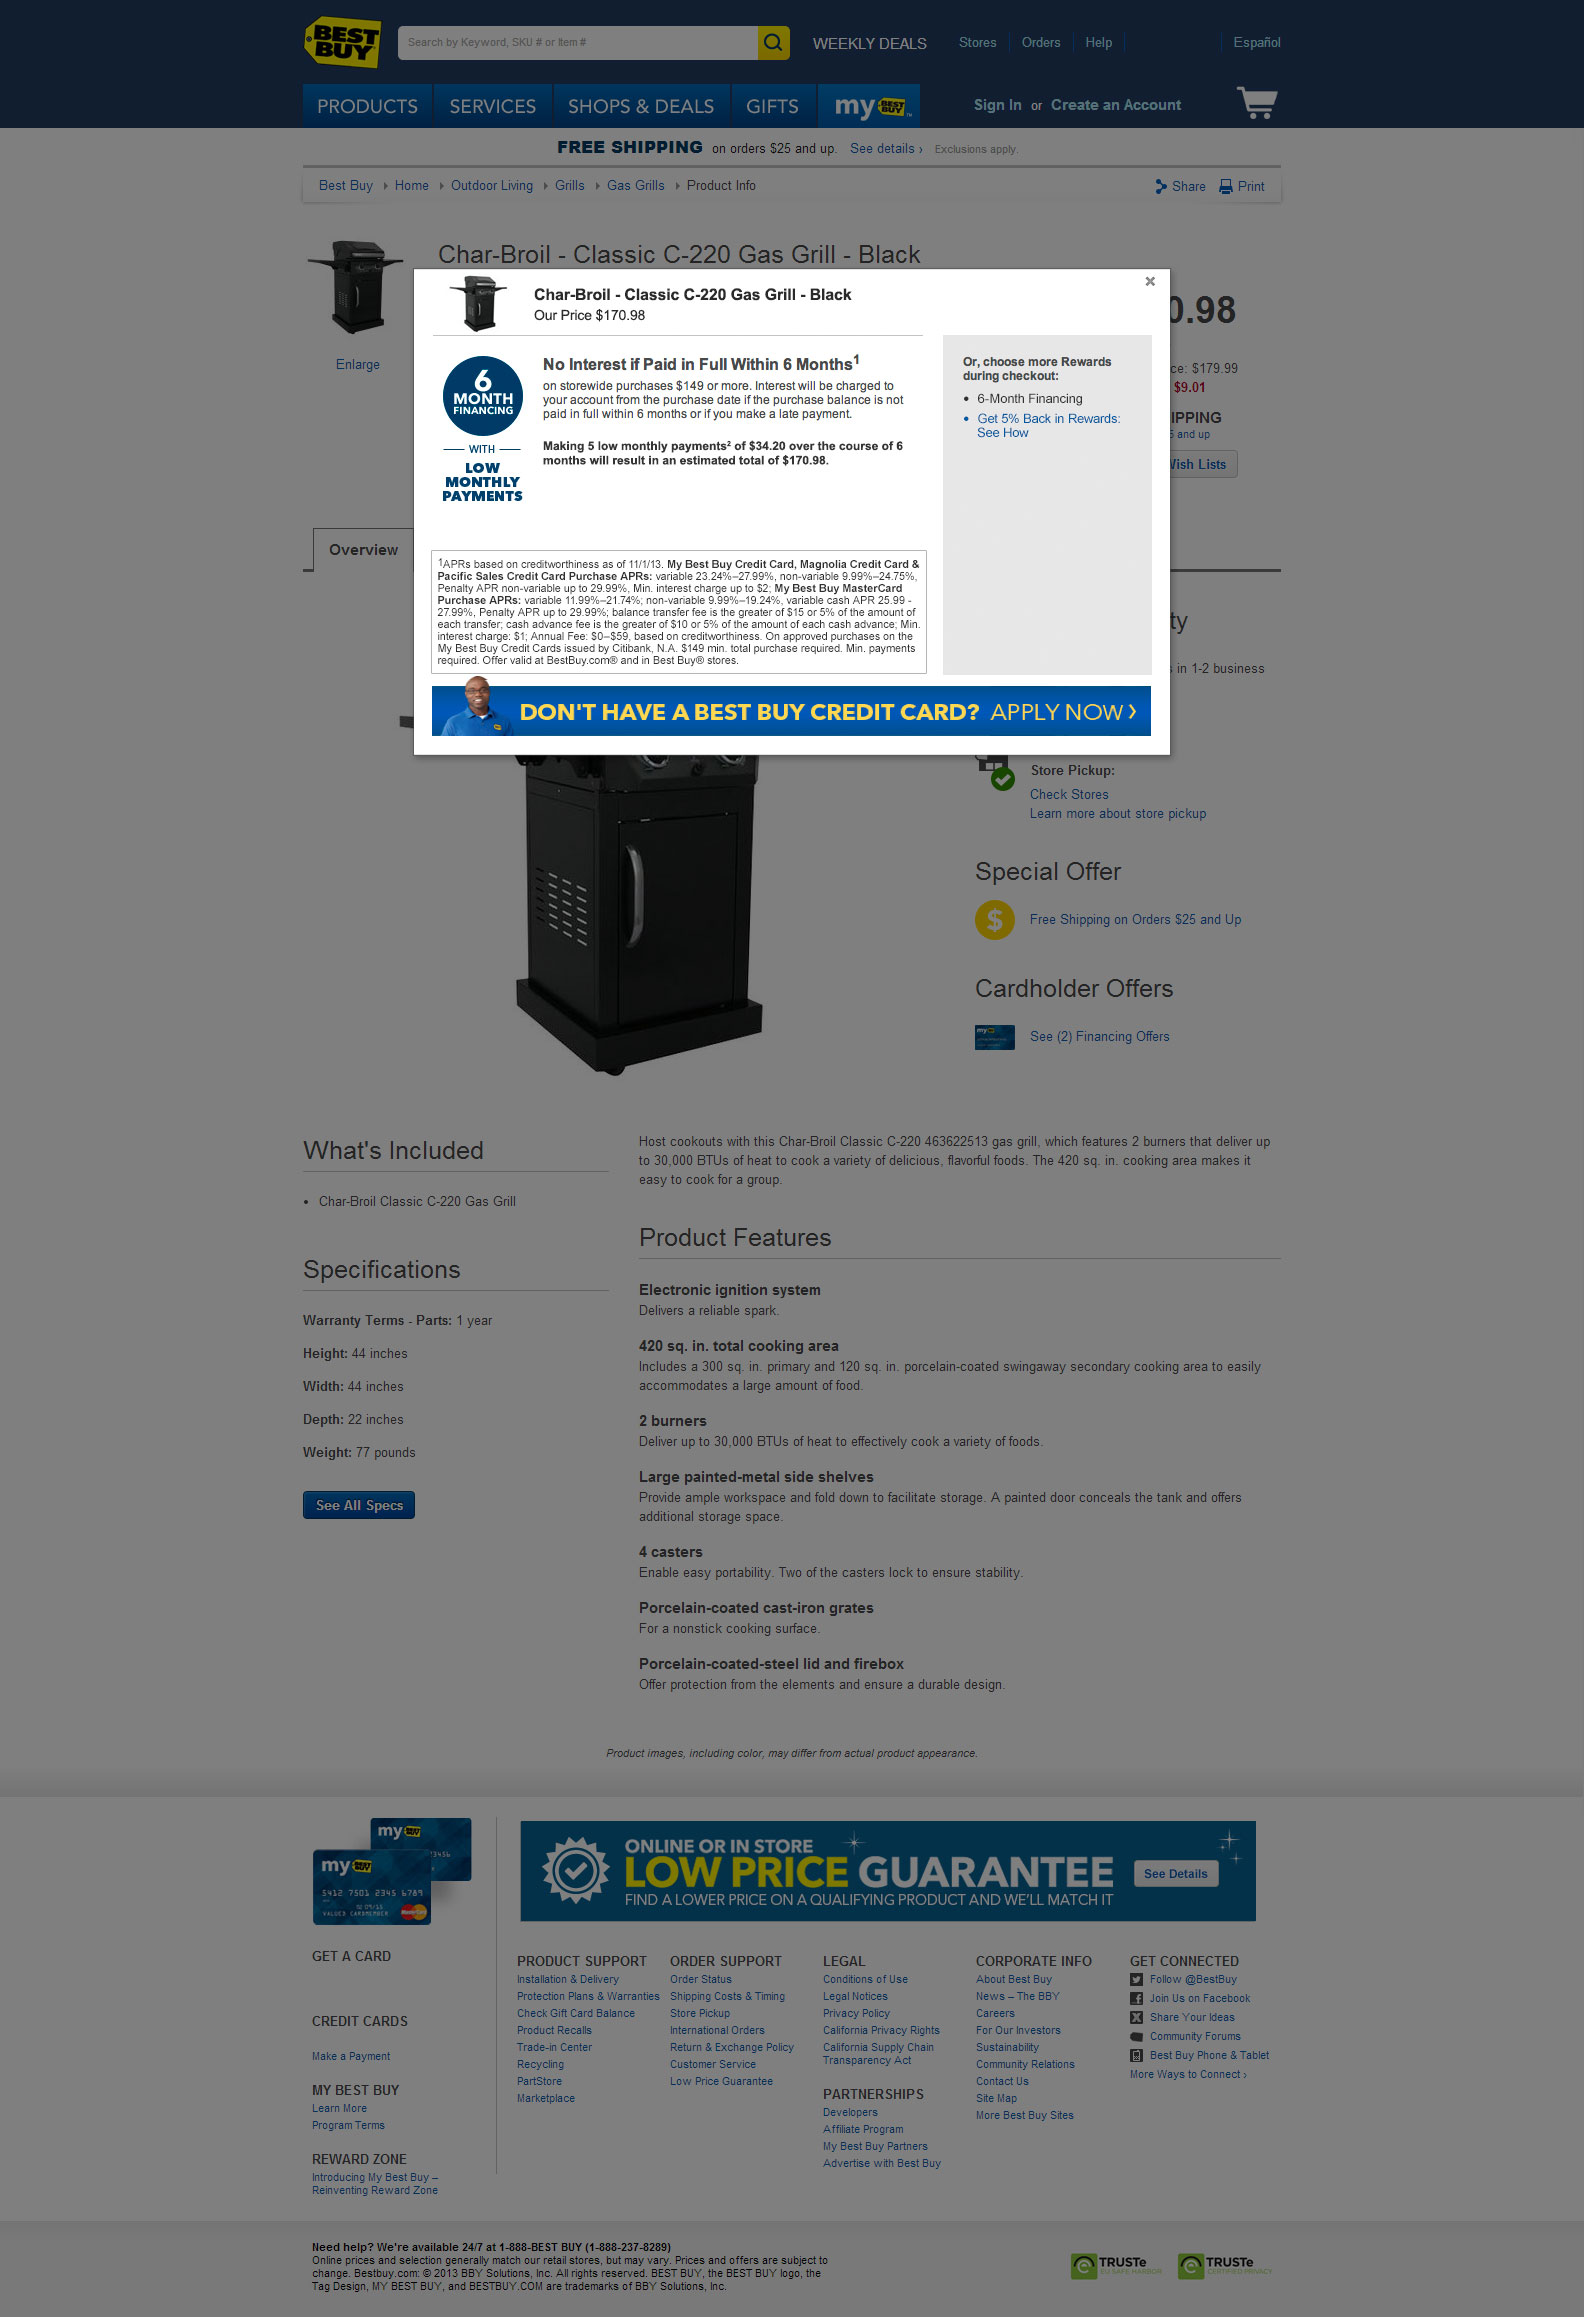 BEST BUY
Search by Keyword, SKU # or Item #
WEEKLY DEALS
Stores
Orders
Help
Español
PRODUCTS
SERVICES
SHOPS & DEALS
GIFTS
my BEST BUY™
Sign In or Create an Account
FREE SHIPPING on orders $25 and up. See details › Exclusions apply.
Best Buy Home Outdoor Living Grills Gas Grills Product Info
Share Print
Char-Broil - Classic C-220 Gas Grill - Black
Enlarge
0.98
$179.99
$9.01
5 and up
Wish Lists
Char-Broil - Classic C-220 Gas Grill - Black
Our Price $170.98
6
MONTH
FINANCING
WITH
LOW
MONTHLY
PAYMENTS
No Interest if Paid in Full Within 6 Months1
on storewide purchases $149 or more. Interest will be charged to
your account from the purchase date if the purchase balance is not
paid in full within 6 months or if you make a late payment.
Making 5 low monthly payments² of $34.20 over the course of 6
months will result in an estimated total of $170.98.
Or, choose more Rewards
during checkout:
• 6-Month Financing
• Get 5% Back in Rewards:
See How
1APRs based on creditworthiness as of 11/1/13. My Best Buy Credit Card, Magnolia Credit Card &
Pacific Sales Credit Card Purchase APRs: variable 23.24%–27.99%, non-variable 9.99%–24.75%,
Penalty APR non-variable up to 29.99%, Min. interest charge up to $2; My Best Buy MasterCard
Purchase APRs: variable 11.99%–21.74%; non-variable 9.99%–19.24%, variable cash APR 25.99 -
27.99%, Penalty APR up to 29.99%; balance transfer fee is the greater of $15 or 5% of the amount of
each transfer; cash advance fee is the greater of $10 or 5% of the amount of each cash advance; Min.
interest charge: $1; Annual Fee: $0–$59, based on creditworthiness. On approved purchases on the
My Best Buy Credit Cards issued by Citibank, N.A. $149 min. total purchase required. Min. payments
required. Offer valid at BestBuy.com® and in Best Buy® stores.
DON'T HAVE A BEST BUY CREDIT CARD? APPLY NOW ›
Overview
in 1-2 business
Store Pickup:
Check Stores
Learn more about store pickup
Special Offer
$
Free Shipping on Orders $25 and Up
Cardholder Offers
See (2) Financing Offers
What's Included
• Char-Broil Classic C-220 Gas Grill
Specifications
Warranty Terms - Parts: 1 year
Height: 44 inches
Width: 44 inches
Depth: 22 inches
Weight: 77 pounds
See All Specs
Host cookouts with this Char-Broil Classic C-220 463622513 gas grill, which features 2 burners that deliver up
to 30,000 BTUs of heat to cook a variety of delicious, flavorful foods. The 420 sq. in. cooking area makes it
easy to cook for a group.
Product Features
Electronic ignition system
Delivers a reliable spark.
420 sq. in. total cooking area
Includes a 300 sq. in. primary and 120 sq. in. porcelain-coated swingaway secondary cooking area to easily
accommodates a large amount of food.
2 burners
Deliver up to 30,000 BTUs of heat to effectively cook a variety of foods.
Large painted-metal side shelves
Provide ample workspace and fold down to facilitate storage. A painted door conceals the tank and offers
additional storage space.
4 casters
Enable easy portability. Two of the casters lock to ensure stability.
Porcelain-coated cast-iron grates
For a nonstick cooking surface.
Porcelain-coated-steel lid and firebox
Offer protection from the elements and ensure a durable design.
Product images, including color, may differ from actual product appearance.
my BEST BUY
my BEST BUY
5412 7501 2345 6789
VALUED CARDMEMBER
MasterCard
ONLINE OR IN STORE
LOW PRICE GUARANTEE
FIND A LOWER PRICE ON A QUALIFYING PRODUCT AND WE'LL MATCH IT
See Details
GET A CARD
CREDIT CARDS
Make a Payment
MY BEST BUY
Learn More
Program Terms
REWARD ZONE
Introducing My Best Buy –
Reinventing Reward Zone
PRODUCT SUPPORT
Installation & Delivery
Protection Plans & Warranties
Check Gift Card Balance
Product Recalls
Trade-in Center
Recycling
PartStore
Marketplace
ORDER SUPPORT
Order Status
Shipping Costs & Timing
Store Pickup
International Orders
Return & Exchange Policy
Customer Service
Low Price Guarantee
LEGAL
Conditions of Use
Legal Notices
Privacy Policy
California Privacy Rights
California Supply Chain
Transparency Act
PARTNERSHIPS
Developers
Affiliate Program
My Best Buy Partners
Advertise with Best Buy
CORPORATE INFO
About Best Buy
News – The BBY
Careers
For Our Investors
Sustainability
Community Relations
Contact Us
Site Map
More Best Buy Sites
GET CONNECTED
Follow @BestBuy
Join Us on Facebook
Share Your Ideas
Community Forums
Best Buy Phone & Tablet
More Ways to Connect ›
Need help? We're available 24/7 at 1-888-BEST BUY (1-888-237-8289)
Online prices and selection generally match our retail stores, but may vary. Prices and offers are subject to
change. Bestbuy.com: © 2013 BBY Solutions, Inc. All rights reserved. BEST BUY, the BEST BUY logo, the
Tag Design, MY BEST BUY, and BESTBUY.COM are trademarks of BBY Solutions, Inc.
TRUSTe
EU SAFE HARBOR
TRUSTe
CERTIFIED PRIVACY